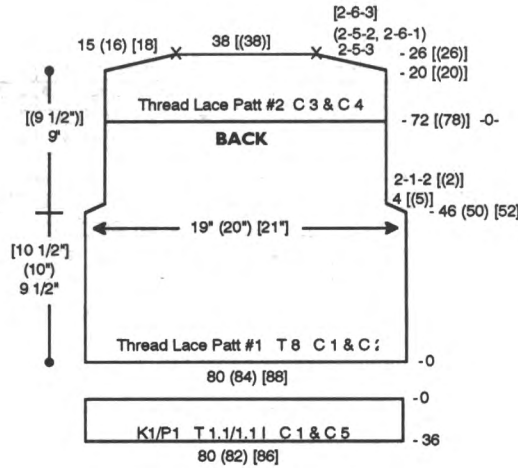 [2-6-3]
15 (16) [18]
38 [(38)]
(2-5-2, 2-6-1)
2-5-3
- 26 [(26)]
- 20 [(20)]
[(9 1/2")]
9"
Thread Lace Patt #2 C 3 & C 4
- 72 [(78)] -0-
BACK
2-1-2 [(2)]
4 [(5)]
- 46 (50) [52]
19" (20") [21"]
[10 1/2"]
(10")
9 1/2"
Thread Lace Patt #1 T 8 C 1 & C
- 0
80 (84) [88]
- 0
K1/P1 T 1.1/1.1 I C 1 & C 5
- 36
80 (82) [86]